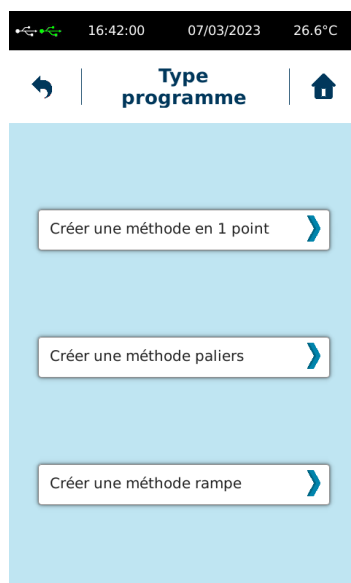 16:42:00 07/03/2023 26.6°C
Type
programme
Créer une méthode en 1 point
Créer une méthode paliers
Créer une méthode rampe